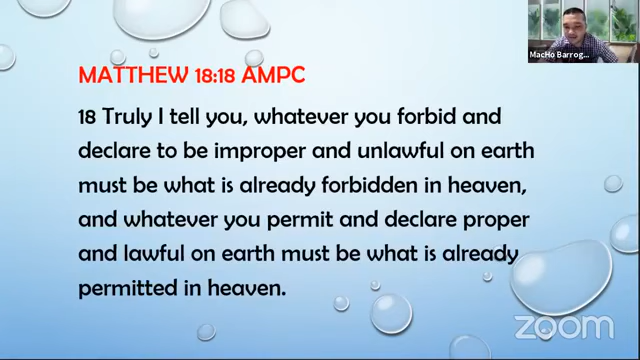 MATTHEW 18:18 AMPC
18 Truly I tell you, whatever you forbid and
declare to be improper and unlawful on earth
must be what is already forbidden in heaven,
and whatever you permit and declare proper
and lawful on earth must be what is already
permitted in heaven.
MacHo Barrog...
zoom